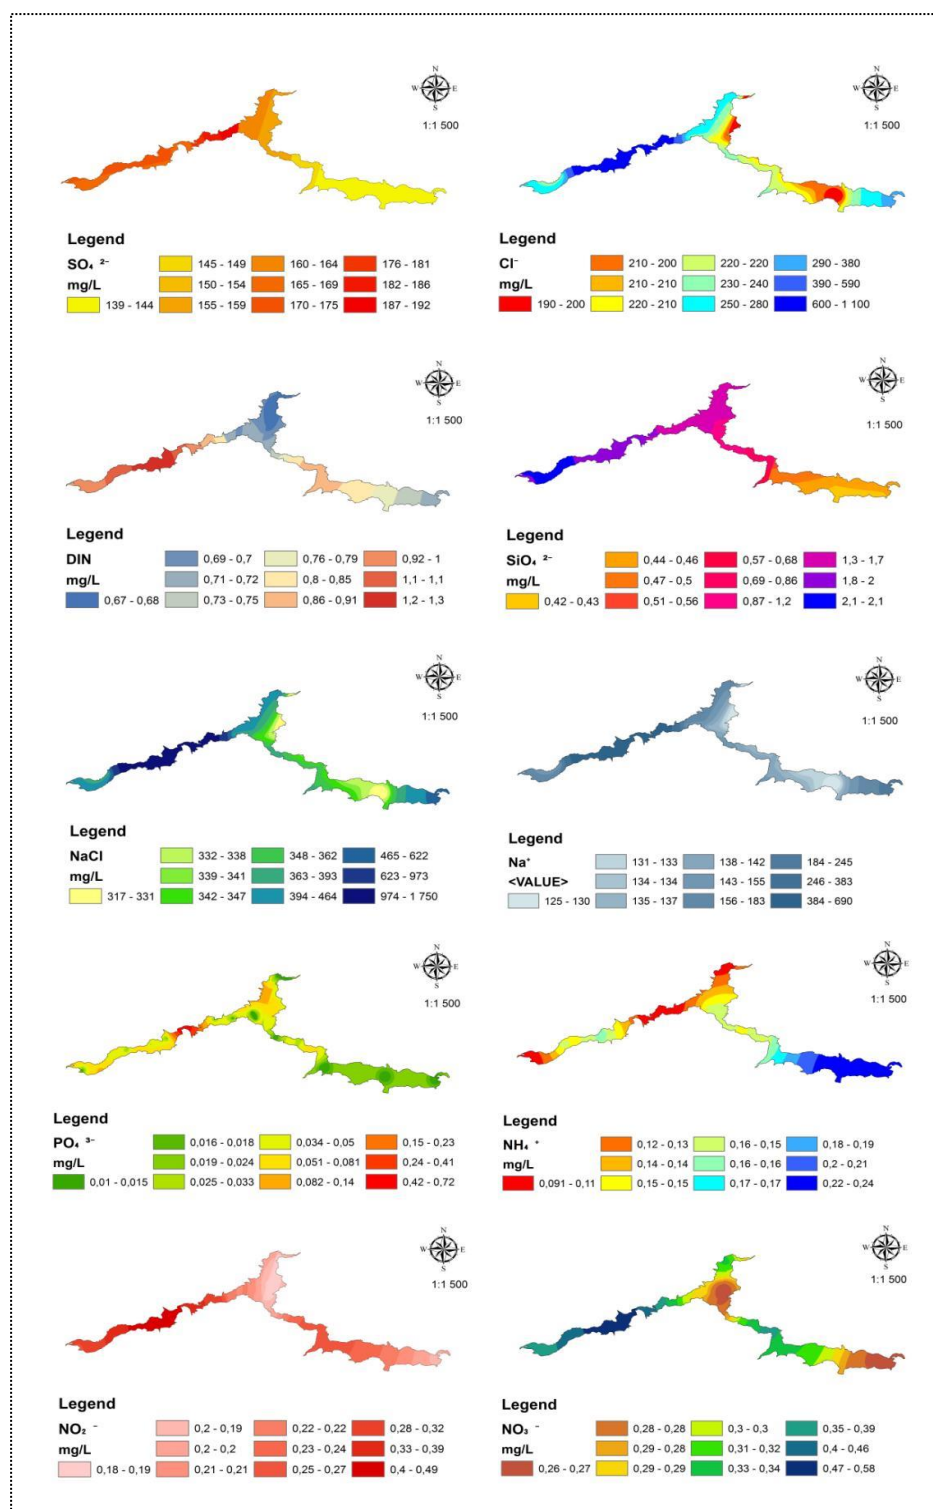 N
W E
S
1:1 500
Legend
SO₄ ²⁻ 145 - 149 160 - 164 176 - 181
mg/L 150 - 154 165 - 169 182 - 186
139 - 144 155 - 159 170 - 175 187 - 192
N
W E
S
1:1 500
Legend
Cl⁻ 210 - 200 220 - 220 290 - 380
mg/L 210 - 210 230 - 240 390 - 590
190 - 200 220 - 210 250 - 280 600 - 1 100
N
W E
S
1:1 500
Legend
DIN 0,69 - 0,7 0,76 - 0,79 0,92 - 1
mg/L 0,71 - 0,72 0,8 - 0,85 1,1 - 1,1
0,67 - 0,68 0,73 - 0,75 0,86 - 0,91 1,2 - 1,3
N
W E
S
1:1 500
Legend
SiO₄ ²⁻ 0,44 - 0,46 0,57 - 0,68 1,3 - 1,7
mg/L 0,47 - 0,5 0,69 - 0,86 1,8 - 2
0,42 - 0,43 0,51 - 0,56 0,87 - 1,2 2,1 - 2,1
N
W E
S
1:1 500
Legend
NaCl 332 - 338 348 - 362 465 - 622
mg/L 339 - 341 363 - 393 623 - 973
317 - 331 342 - 347 394 - 464 974 - 1 750
N
W E
S
1:1 500
Legend
Na⁺ 131 - 133 138 - 142 184 - 245
<VALUE> 134 - 134 143 - 155 246 - 383
125 - 130 135 - 137 156 - 183 384 - 690
N
W E
S
1:1 500
Legend
PO₄ ³⁻ 0,016 - 0,018 0,034 - 0,05 0,15 - 0,23
mg/L 0,019 - 0,024 0,051 - 0,081 0,24 - 0,41
0,01 - 0,015 0,025 - 0,033 0,082 - 0,14 0,42 - 0,72
N
W E
S
1:1 500
Legend
NH₄ ⁺ 0,12 - 0,13 0,16 - 0,15 0,18 - 0,19
mg/L 0,14 - 0,14 0,16 - 0,16 0,2 - 0,21
0,091 - 0,11 0,15 - 0,15 0,17 - 0,17 0,22 - 0,24
N
W E
S
1:1 500
Legend
NO₂ ⁻ 0,2 - 0,19 0,22 - 0,22 0,28 - 0,32
mg/L 0,2 - 0,2 0,23 - 0,24 0,33 - 0,39
0,18 - 0,19 0,21 - 0,21 0,25 - 0,27 0,4 - 0,49
N
W E
S
1:1 500
Legend
NO₃ ⁻ 0,28 - 0,28 0,3 - 0,3 0,35 - 0,39
mg/L 0,29 - 0,28 0,31 - 0,32 0,4 - 0,46
0,26 - 0,27 0,29 - 0,29 0,33 - 0,34 0,47 - 0,58